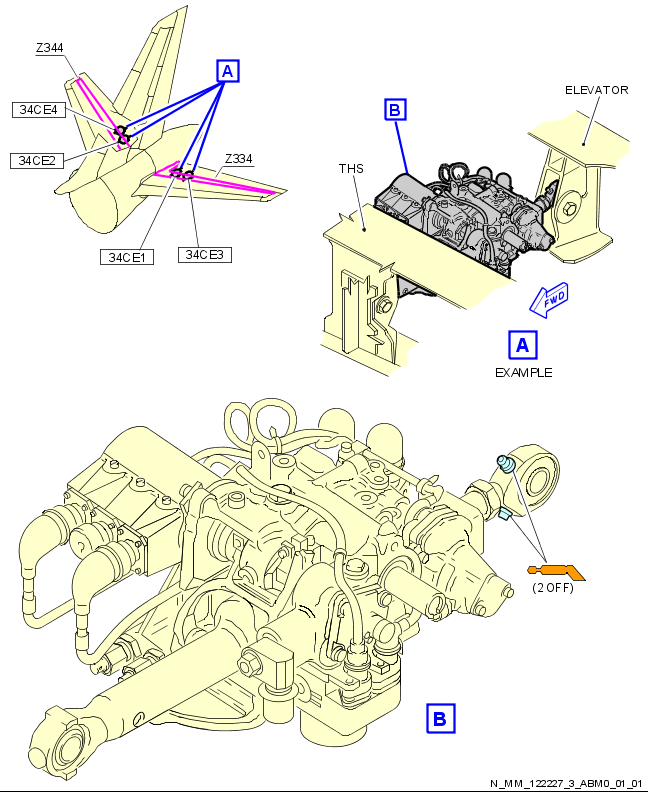 Z344
A
34CE4
34CE2
Z334
34CE1
34CE3
B
ELEVATOR
THS
FWD
A
EXAMPLE
(2 OFF)
B
N_MM_122227_3_ABM0_01_01